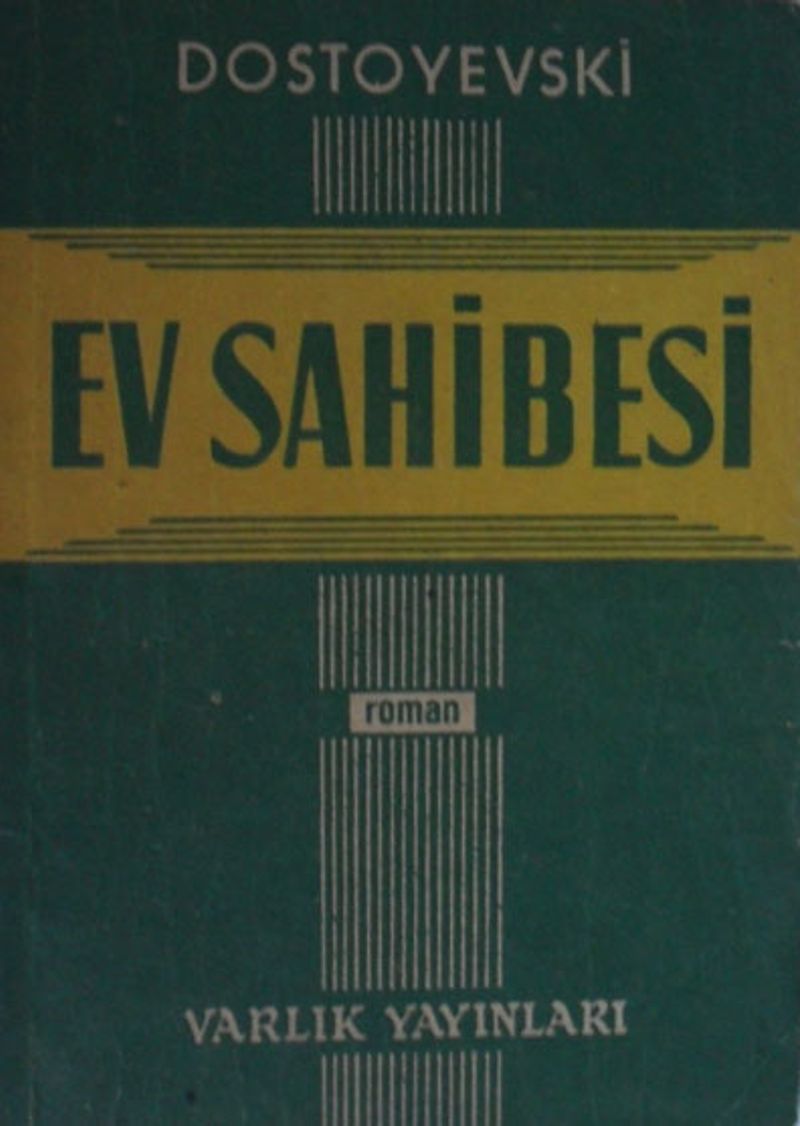 DOSTOYEVSKİ
EV SAHİBESİ
roman
VARLIK YAYINLARI